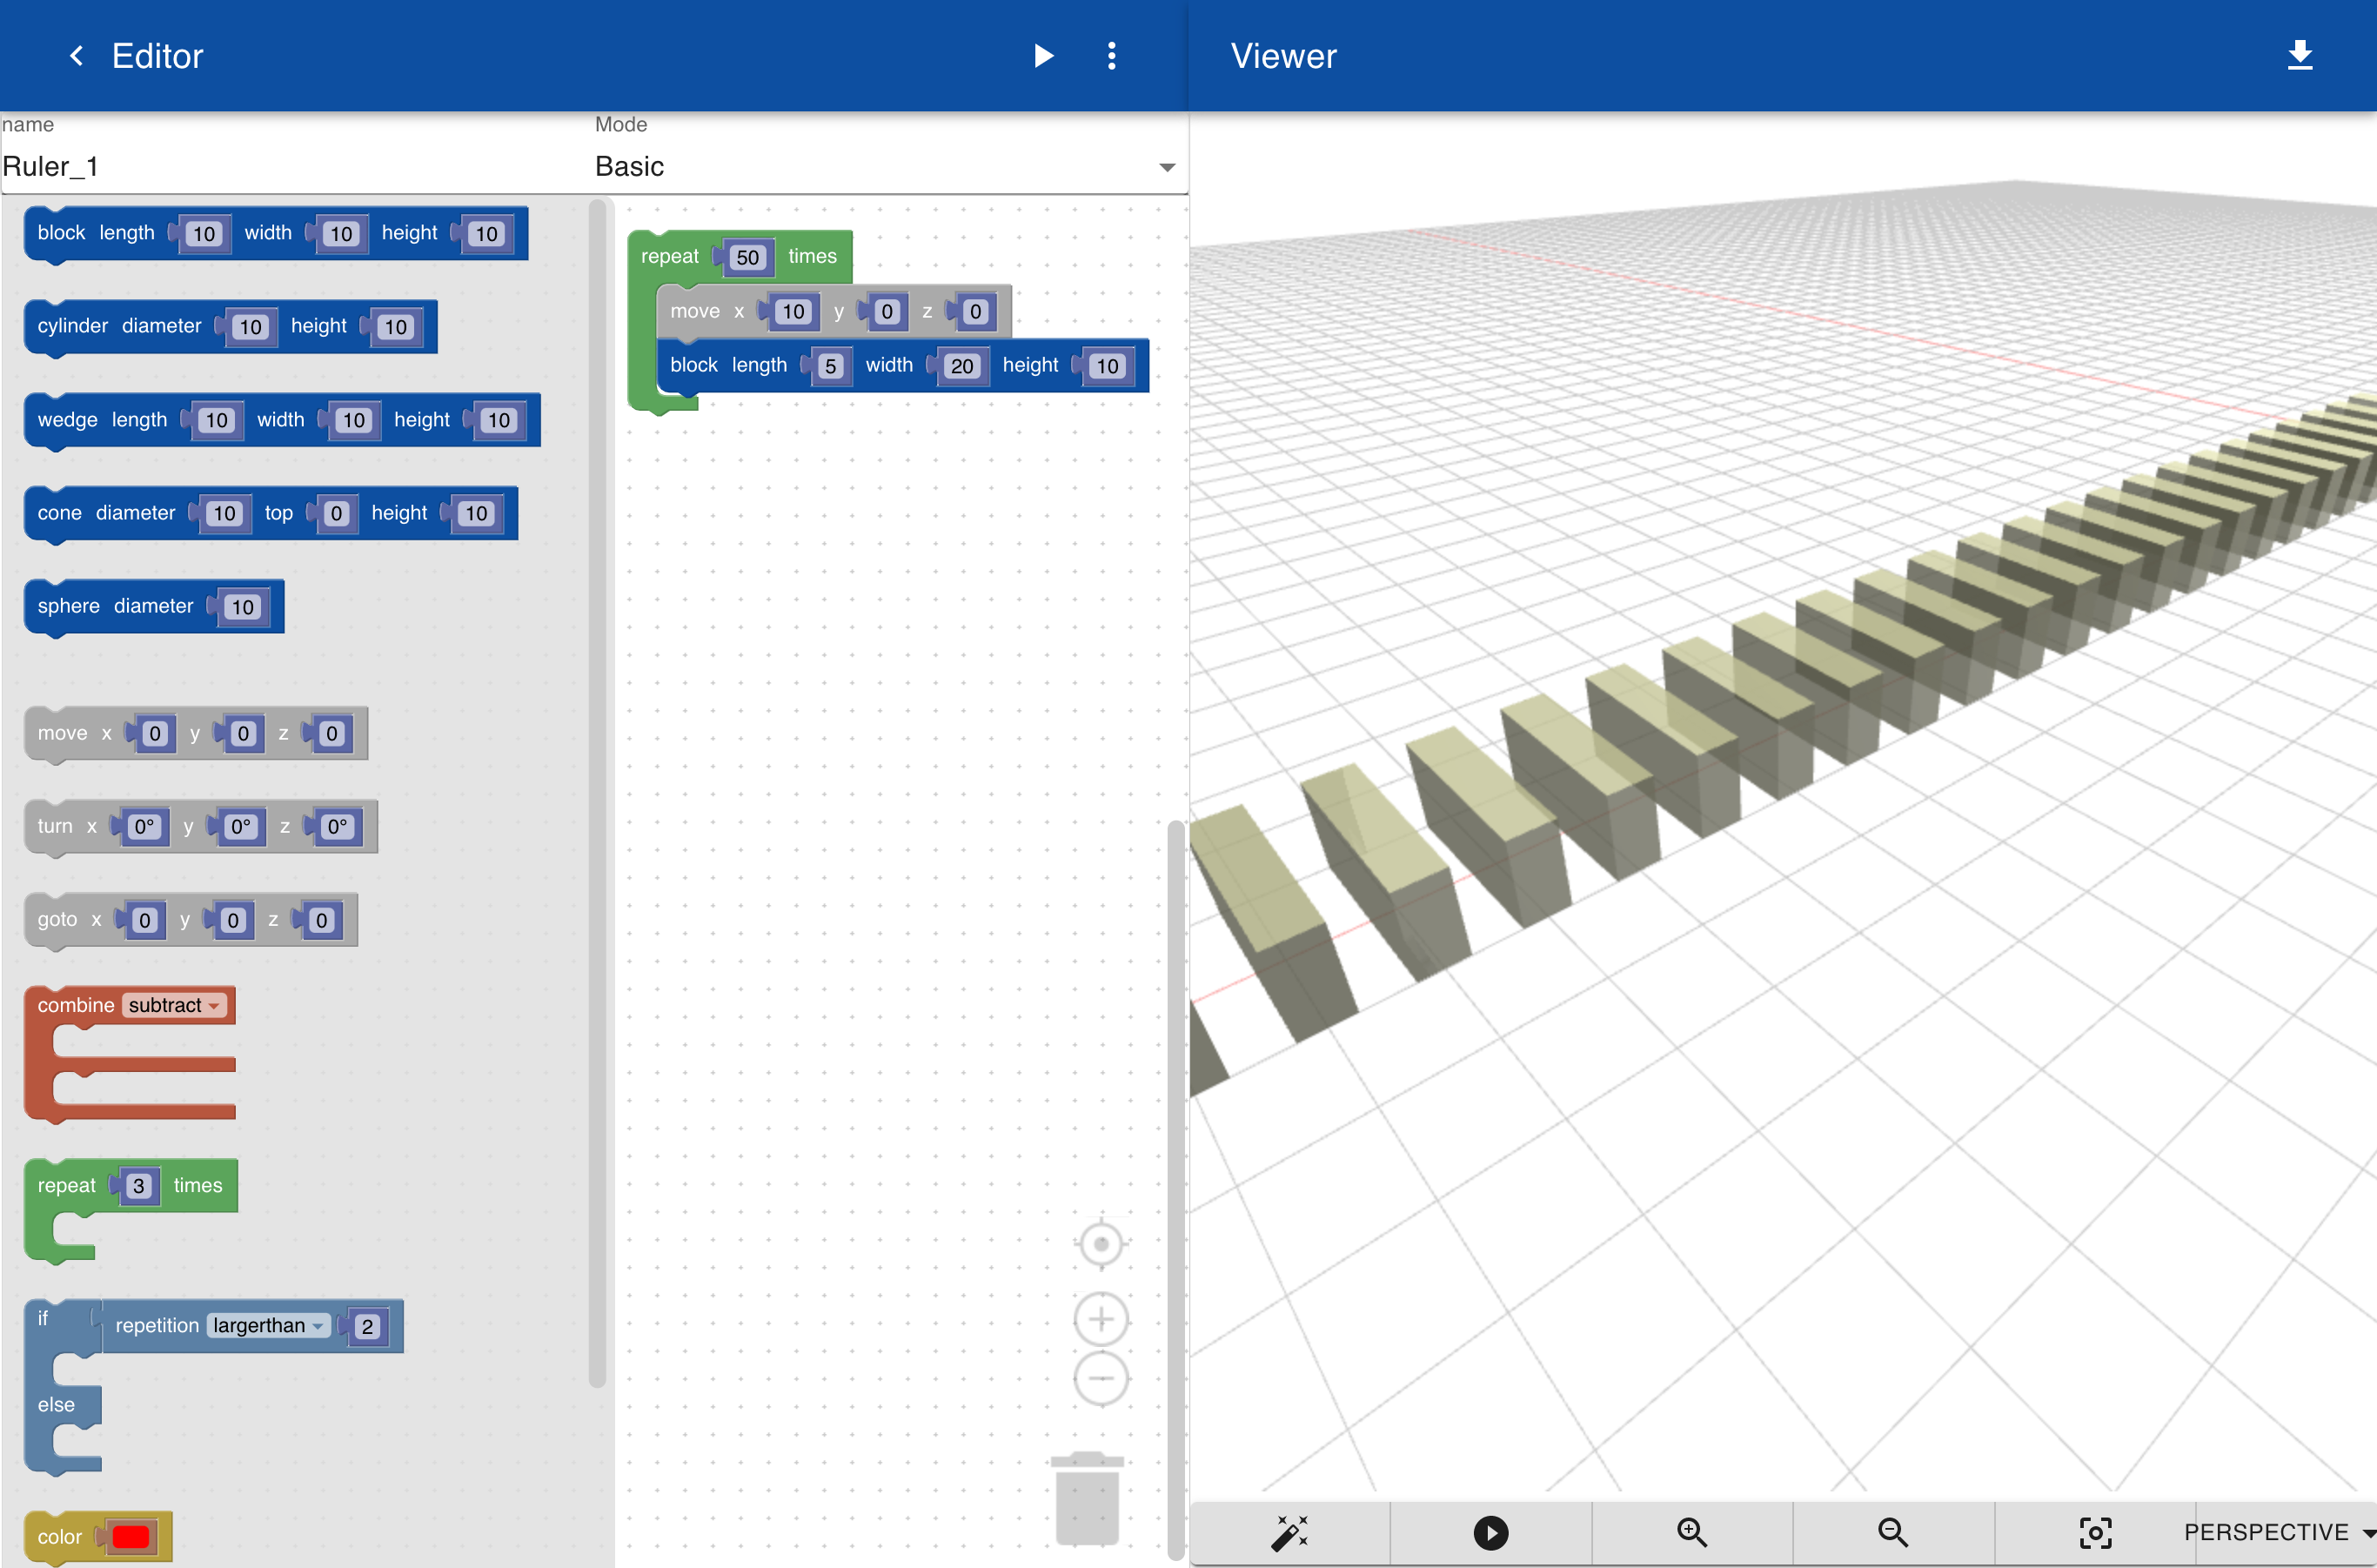 Editor
Viewer
name
Mode
Ruler_1
Basic
block length 10 width 10 height 10
cylinder diameter 10 height 10
wedge length 10 width 10 height 10
cone diameter 10 top 0 height 10
sphere diameter 10
move x 0 y 0 z 0
turn x 0° y 0° z 0°
goto x 0 y 0 z 0
combine subtract
repeat 3 times
if repetition largerthan 2
else
color
repeat 50 times
move x 10 y 0 z 0
block length 5 width 20 height 10
PERSPECTIVE